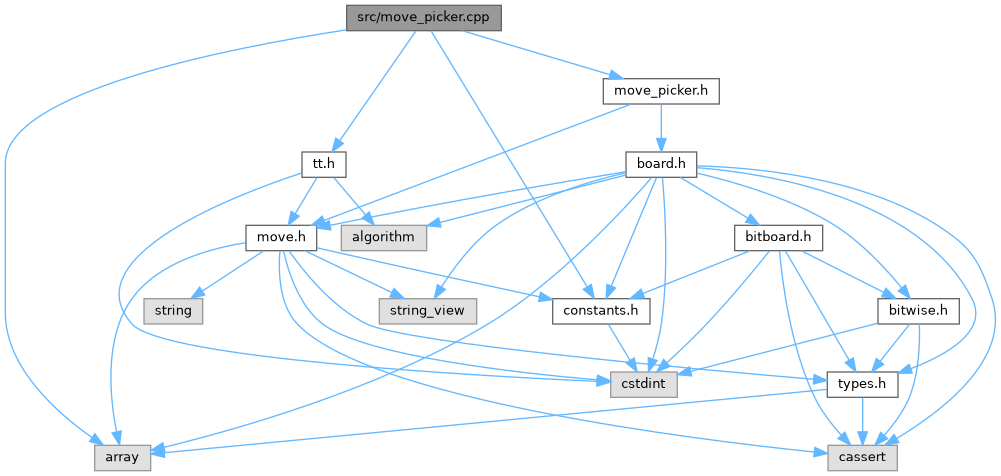 src/move_picker.cpp
move_picker.h
tt.h
board.h
move.h
algorithm
bitboard.h
string
string_view
constants.h
bitwise.h
cstdint
types.h
array
cassert